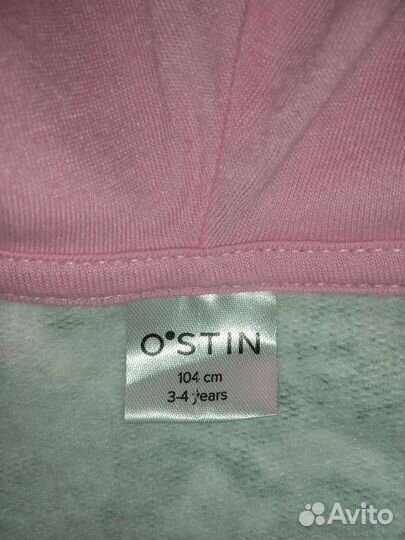 O•STIN
104 cm
3-4 years
Avito